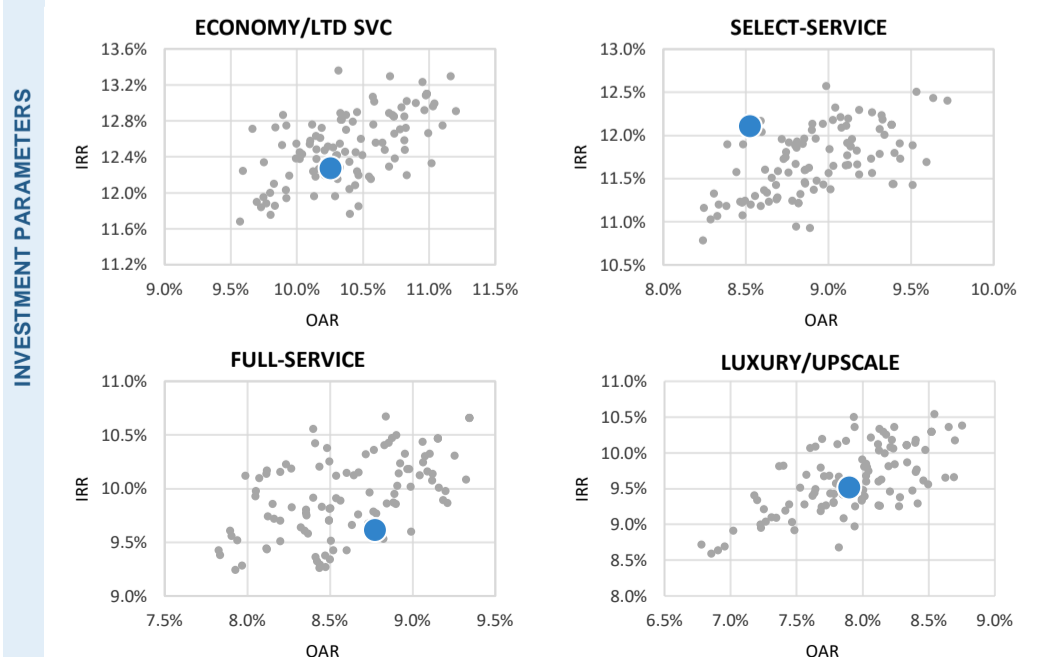 INVESTMENT PARAMETERS
ECONOMY/LTD SVC
13.6%
13.2%
12.8%
12.4%
12.0%
11.6%
11.2%
IRR
9.0% 9.5% 10.0% 10.5% 11.0% 11.5%
OAR
SELECT-SERVICE
13.0%
12.5%
12.0%
11.5%
11.0%
10.5%
IRR
8.0% 8.5% 9.0% 9.5% 10.0%
OAR
FULL-SERVICE
11.0%
10.5%
10.0%
9.5%
9.0%
IRR
7.5% 8.0% 8.5% 9.0% 9.5%
OAR
LUXURY/UPSCALE
11.0%
10.5%
10.0%
9.5%
9.0%
8.5%
8.0%
IRR
6.5% 7.0% 7.5% 8.0% 8.5% 9.0%
OAR